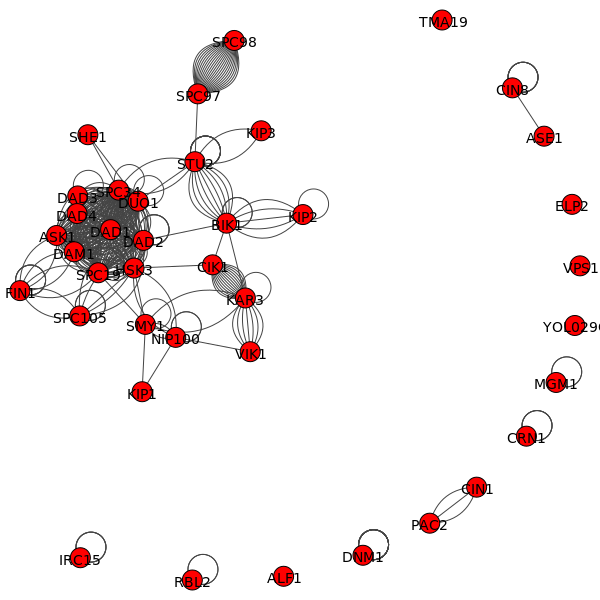 TMA19
SPC98
CIN8
SPC97
KIP3
SHE1
ASE1
STU2
SPC34
DAD3
DUO1
ELP2
DAD4
KIP2
BIK1
DAD1
ASK1
DAD2
DAM1
CIK1
VPS1
HSK3
SPC19
FIN1
KAR3
SPC105
SMY1
YOL029C
NIP100
VIK1
MGM1
KIP1
CRN1
CIN1
PAC2
DNM1
IRC15
ALF1
RBL2